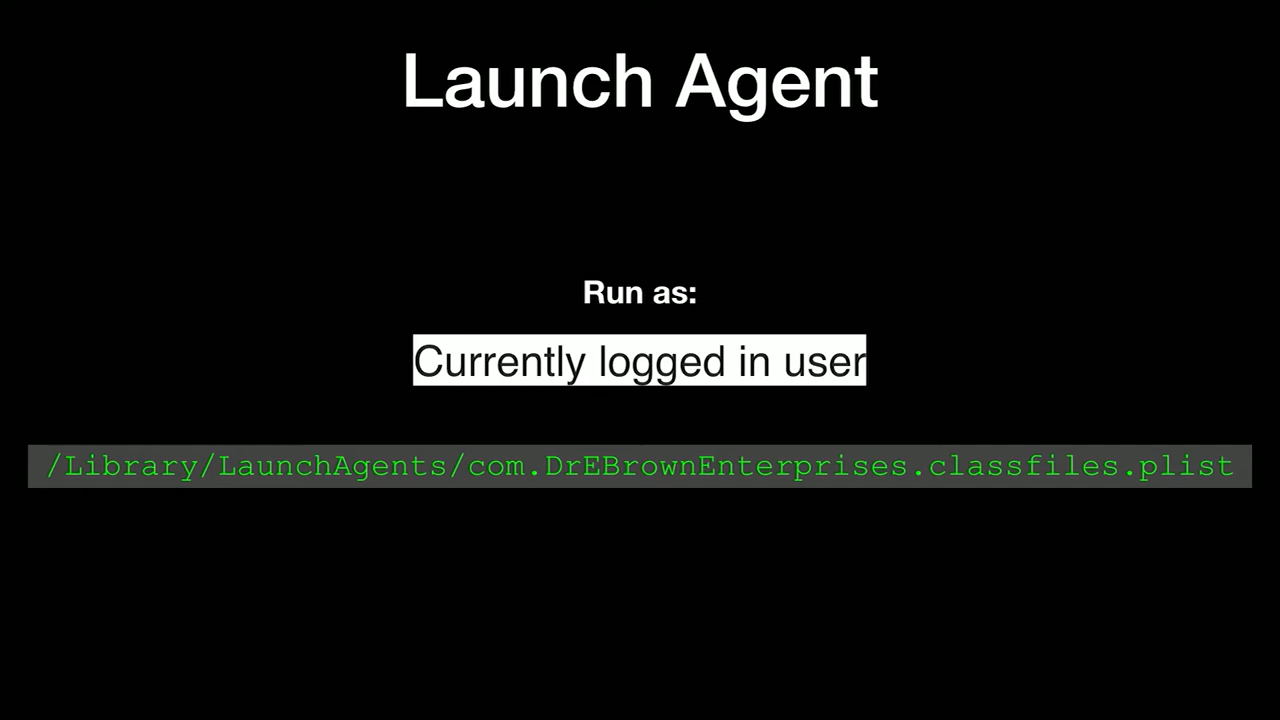 Launch Agent
Run as:
Currently logged in user
/Library/LaunchAgents/com.DrEBrownEnterprises.classfiles.plist